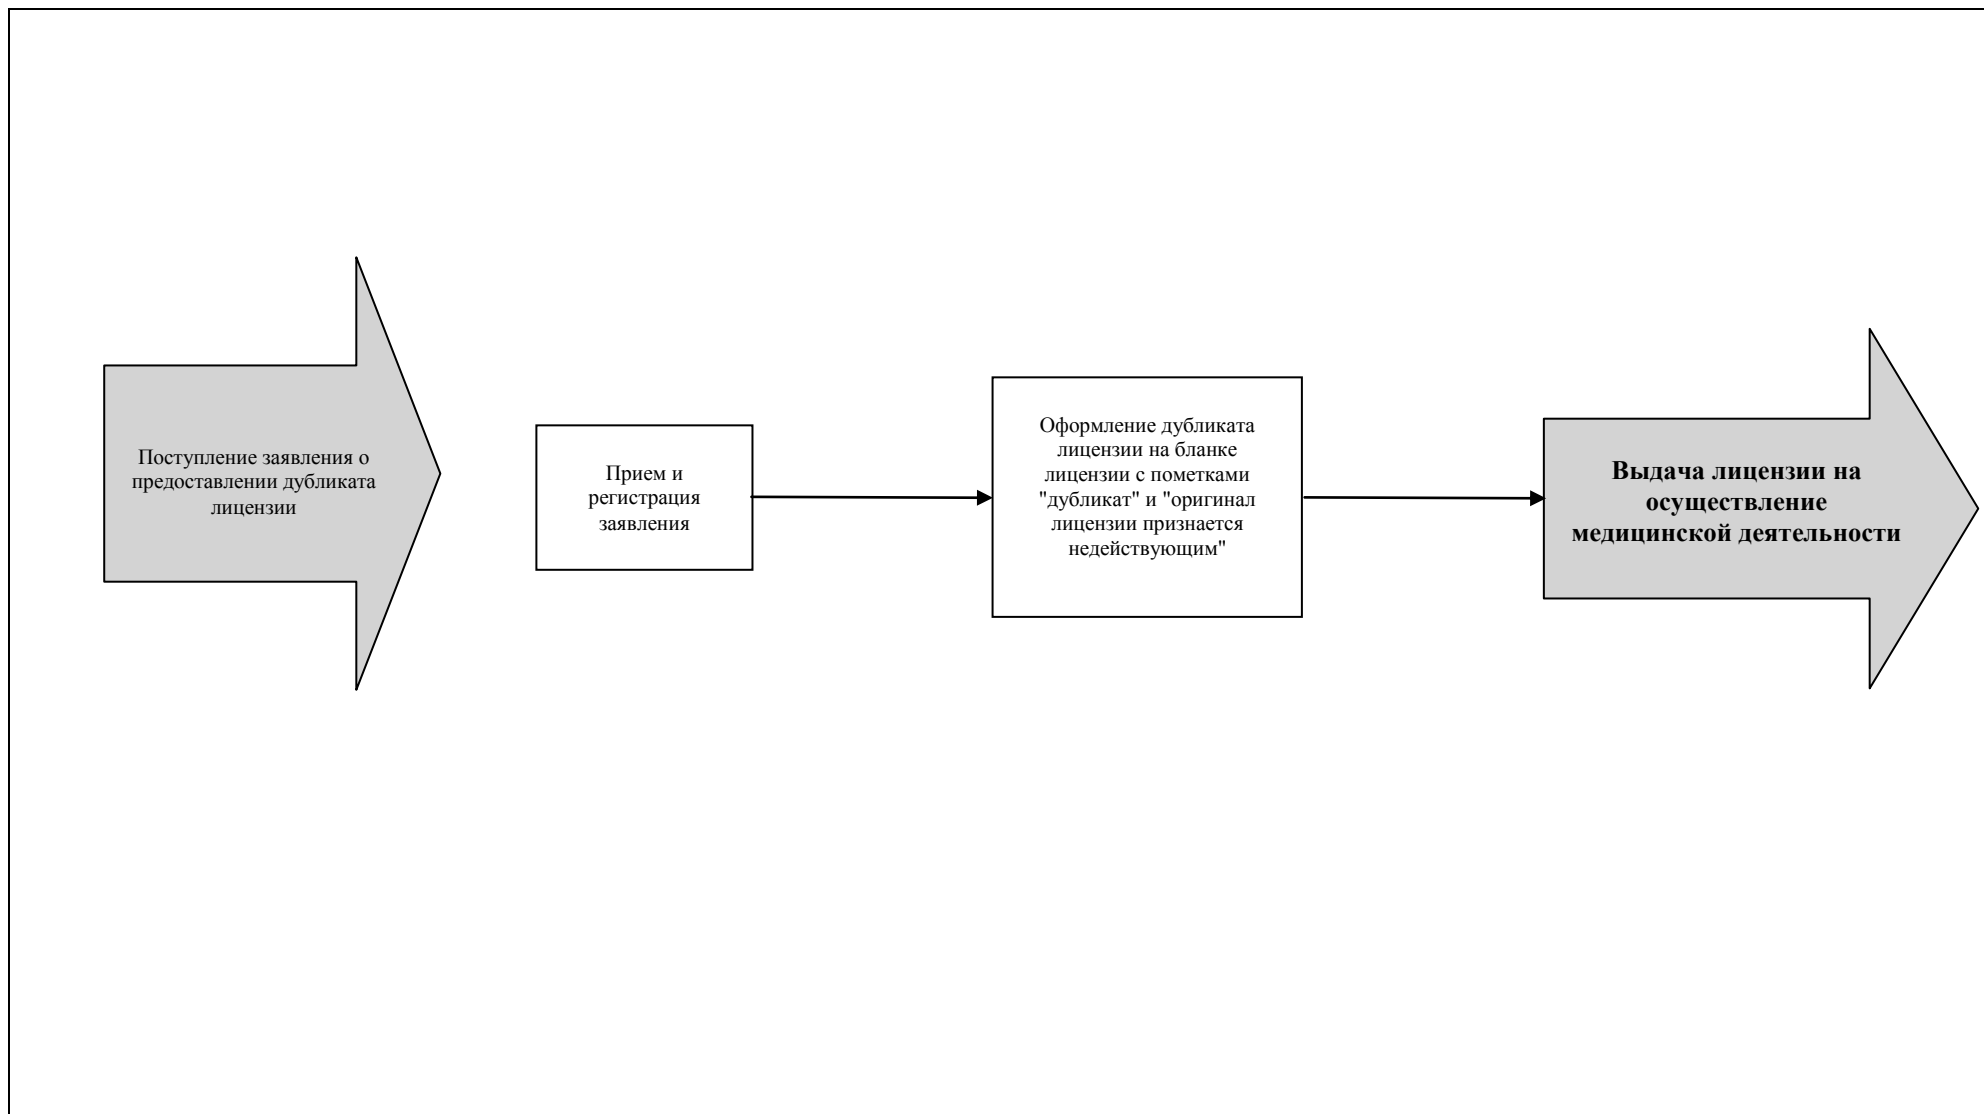 Поступление заявления о
предоставлении дубликата
лицензии
Прием и
регистрация
заявления
Оформление дубликата
лицензии на бланке
лицензии с пометками
"дубликат" и "оригинал
лицензии признается
недействующим"
Выдача лицензии на
осуществление
медицинской деятельности